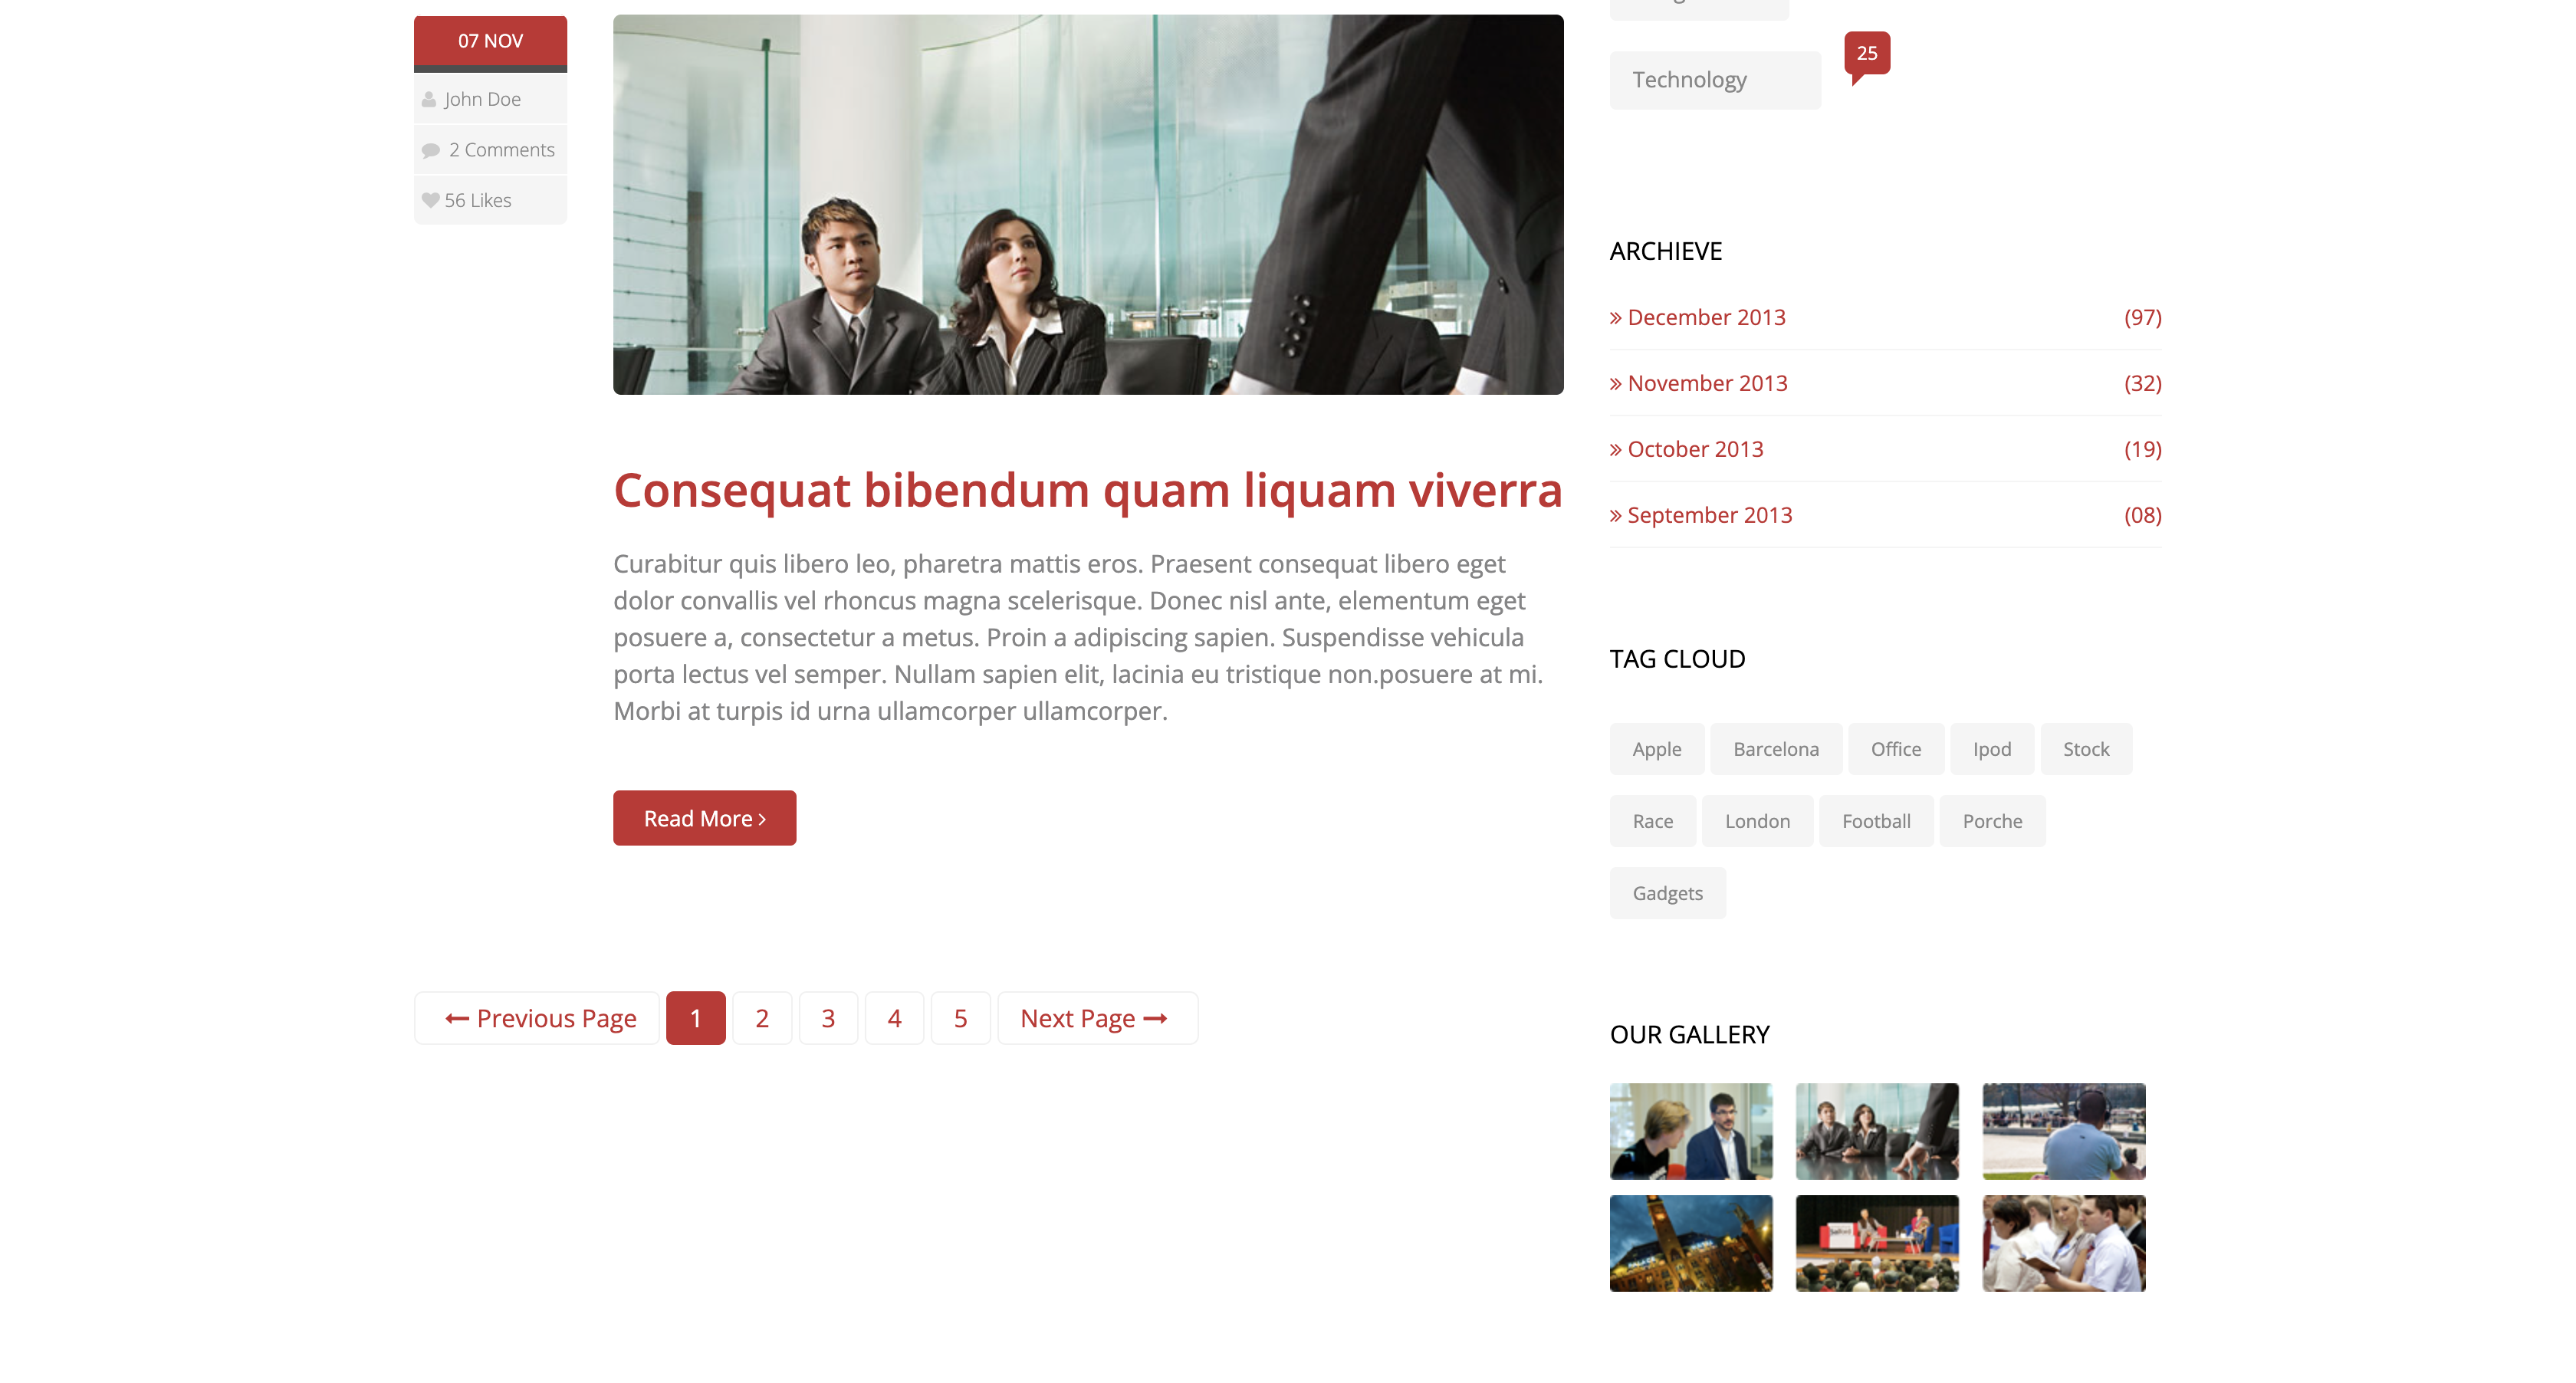 07 NOV
John Doe
2 Comments
56 Likes
Consequat bibendum quam liquam viverra
Curabitur quis libero leo, pharetra mattis eros. Praesent consequat libero eget
dolor convallis vel rhoncus magna scelerisque. Donec nisl ante, elementum eget
posuere a, consectetur a metus. Proin a adipiscing sapien. Suspendisse vehicula
porta lectus vel semper. Nullam sapien elit, lacinia eu tristique non.posuere at mi.
Morbi at turpis id urna ullamcorper ullamcorper.
Read More ›
← Previous Page 1 2 3 4 5 Next Page →
Technology 25
ARCHIEVE
» December 2013 (97)
» November 2013 (32)
» October 2013 (19)
» September 2013 (08)
TAG CLOUD
Apple Barcelona Office Ipod Stock
Race London Football Porche
Gadgets
OUR GALLERY